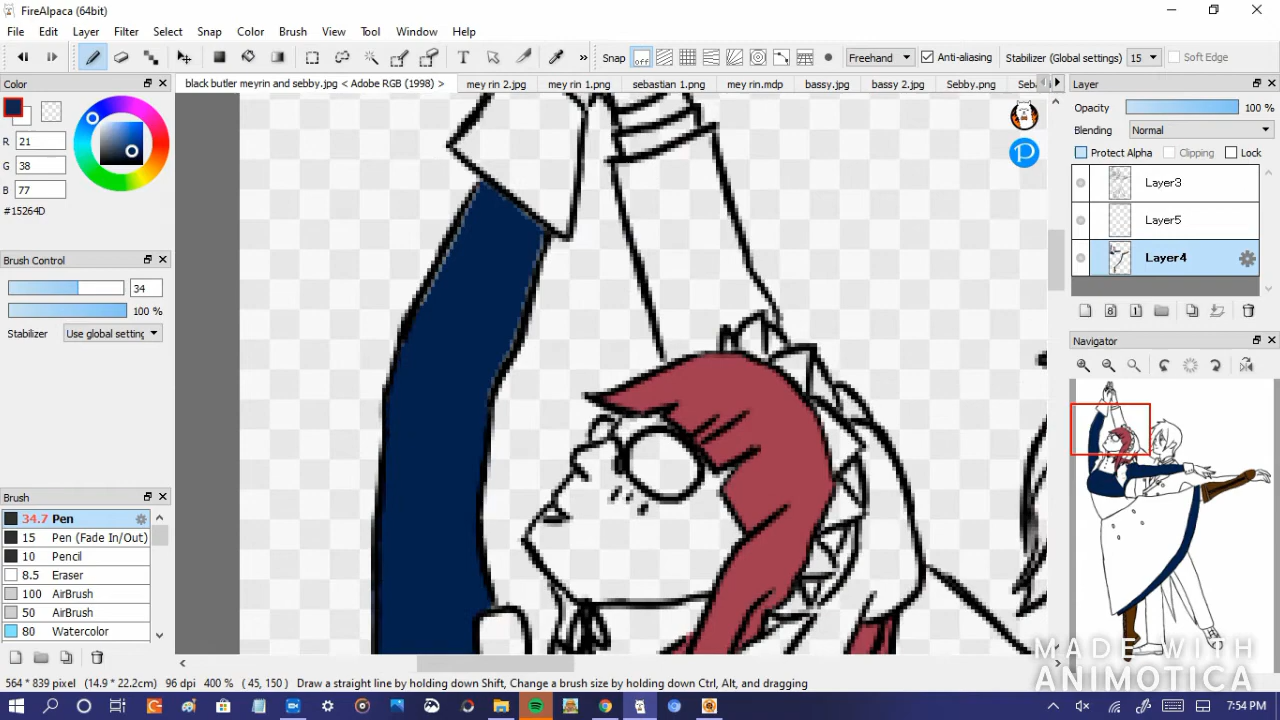 FireAlpaca (64bit)
File Edit Layer Filter Select Snap Color Brush View Tool Window Help
T » Snap off Freehand Anti-aliasing Stabilizer (Global settings) 15 Soft Edge
Color
black butler meyrin and sebby.jpg < Adobe RGB (1998) > mey rin 2.jpg mey rin 1.png sebastian 1.png mey rin.mdp bassy.jpg bassy 2.jpg Sebby.png
Layer
Opacity 100 %
R 21
Blending Normal
G 38
Protect Alpha Clipping Lock
B 77
Layer3
#15264D
Layer5
Brush Control
Layer4
34
100 %
8 1
Stabilizer Use global setting
Navigator
Brush
34.7 Pen
15 Pen (Fade In/Out)
10 Pencil
8.5 Eraser
100 AirBrush
50 AirBrush
80 Watercolor
564 * 839 pixel (14.9 * 22.2cm) 96 dpi 400 % ( 45, 150 ) Draw a straight line by holding down Shift, Change a brush size by holding down Ctrl, Alt, and dragging
MADE WITH
ANIMOTICA
7:24 PM